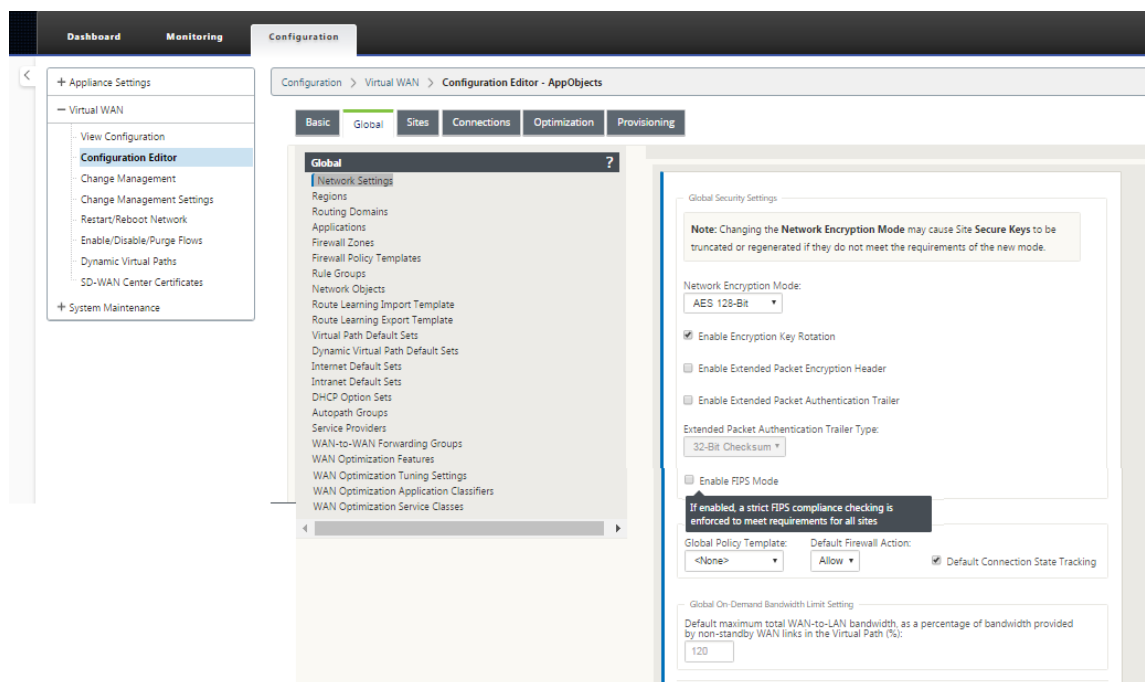 Dashboard Monitoring Configuration
+ Appliance Settings
− Virtual WAN
View Configuration
Configuration Editor
Change Management
Change Management Settings
Restart/Reboot Network
Enable/Disable/Purge Flows
Dynamic Virtual Paths
SD-WAN Center Certificates
+ System Maintenance
Configuration > Virtual WAN > Configuration Editor - AppObjects
Basic Global Sites Connections Optimization Provisioning
Global ?
Network Settings
Regions
Routing Domains
Applications
Firewall Zones
Firewall Policy Templates
Rule Groups
Network Objects
Route Learning Import Template
Route Learning Export Template
Virtual Path Default Sets
Dynamic Virtual Path Default Sets
Internet Default Sets
Intranet Default Sets
DHCP Option Sets
Autopath Groups
Service Providers
WAN-to-WAN Forwarding Groups
WAN Optimization Features
WAN Optimization Tuning Settings
WAN Optimization Application Classifiers
WAN Optimization Service Classes
Global Security Settings
Note: Changing the Network Encryption Mode may cause Site Secure Keys to be
truncated or regenerated if they do not meet the requirements of the new mode.
Network Encryption Mode:
AES 128-Bit
Enable Encryption Key Rotation
Enable Extended Packet Encryption Header
Enable Extended Packet Authentication Trailer
Extended Packet Authentication Trailer Type:
32-Bit Checksum
Enable FIPS Mode
If enabled, a strict FIPS compliance checking is
enforced to meet requirements for all sites
Global Policy Template: Default Firewall Action:
<None> Allow Default Connection State Tracking
Global On-Demand Bandwidth Limit Setting
Default maximum total WAN-to-LAN bandwidth, as a percentage of bandwidth provided
by non-standby WAN links in the Virtual Path (%):
120